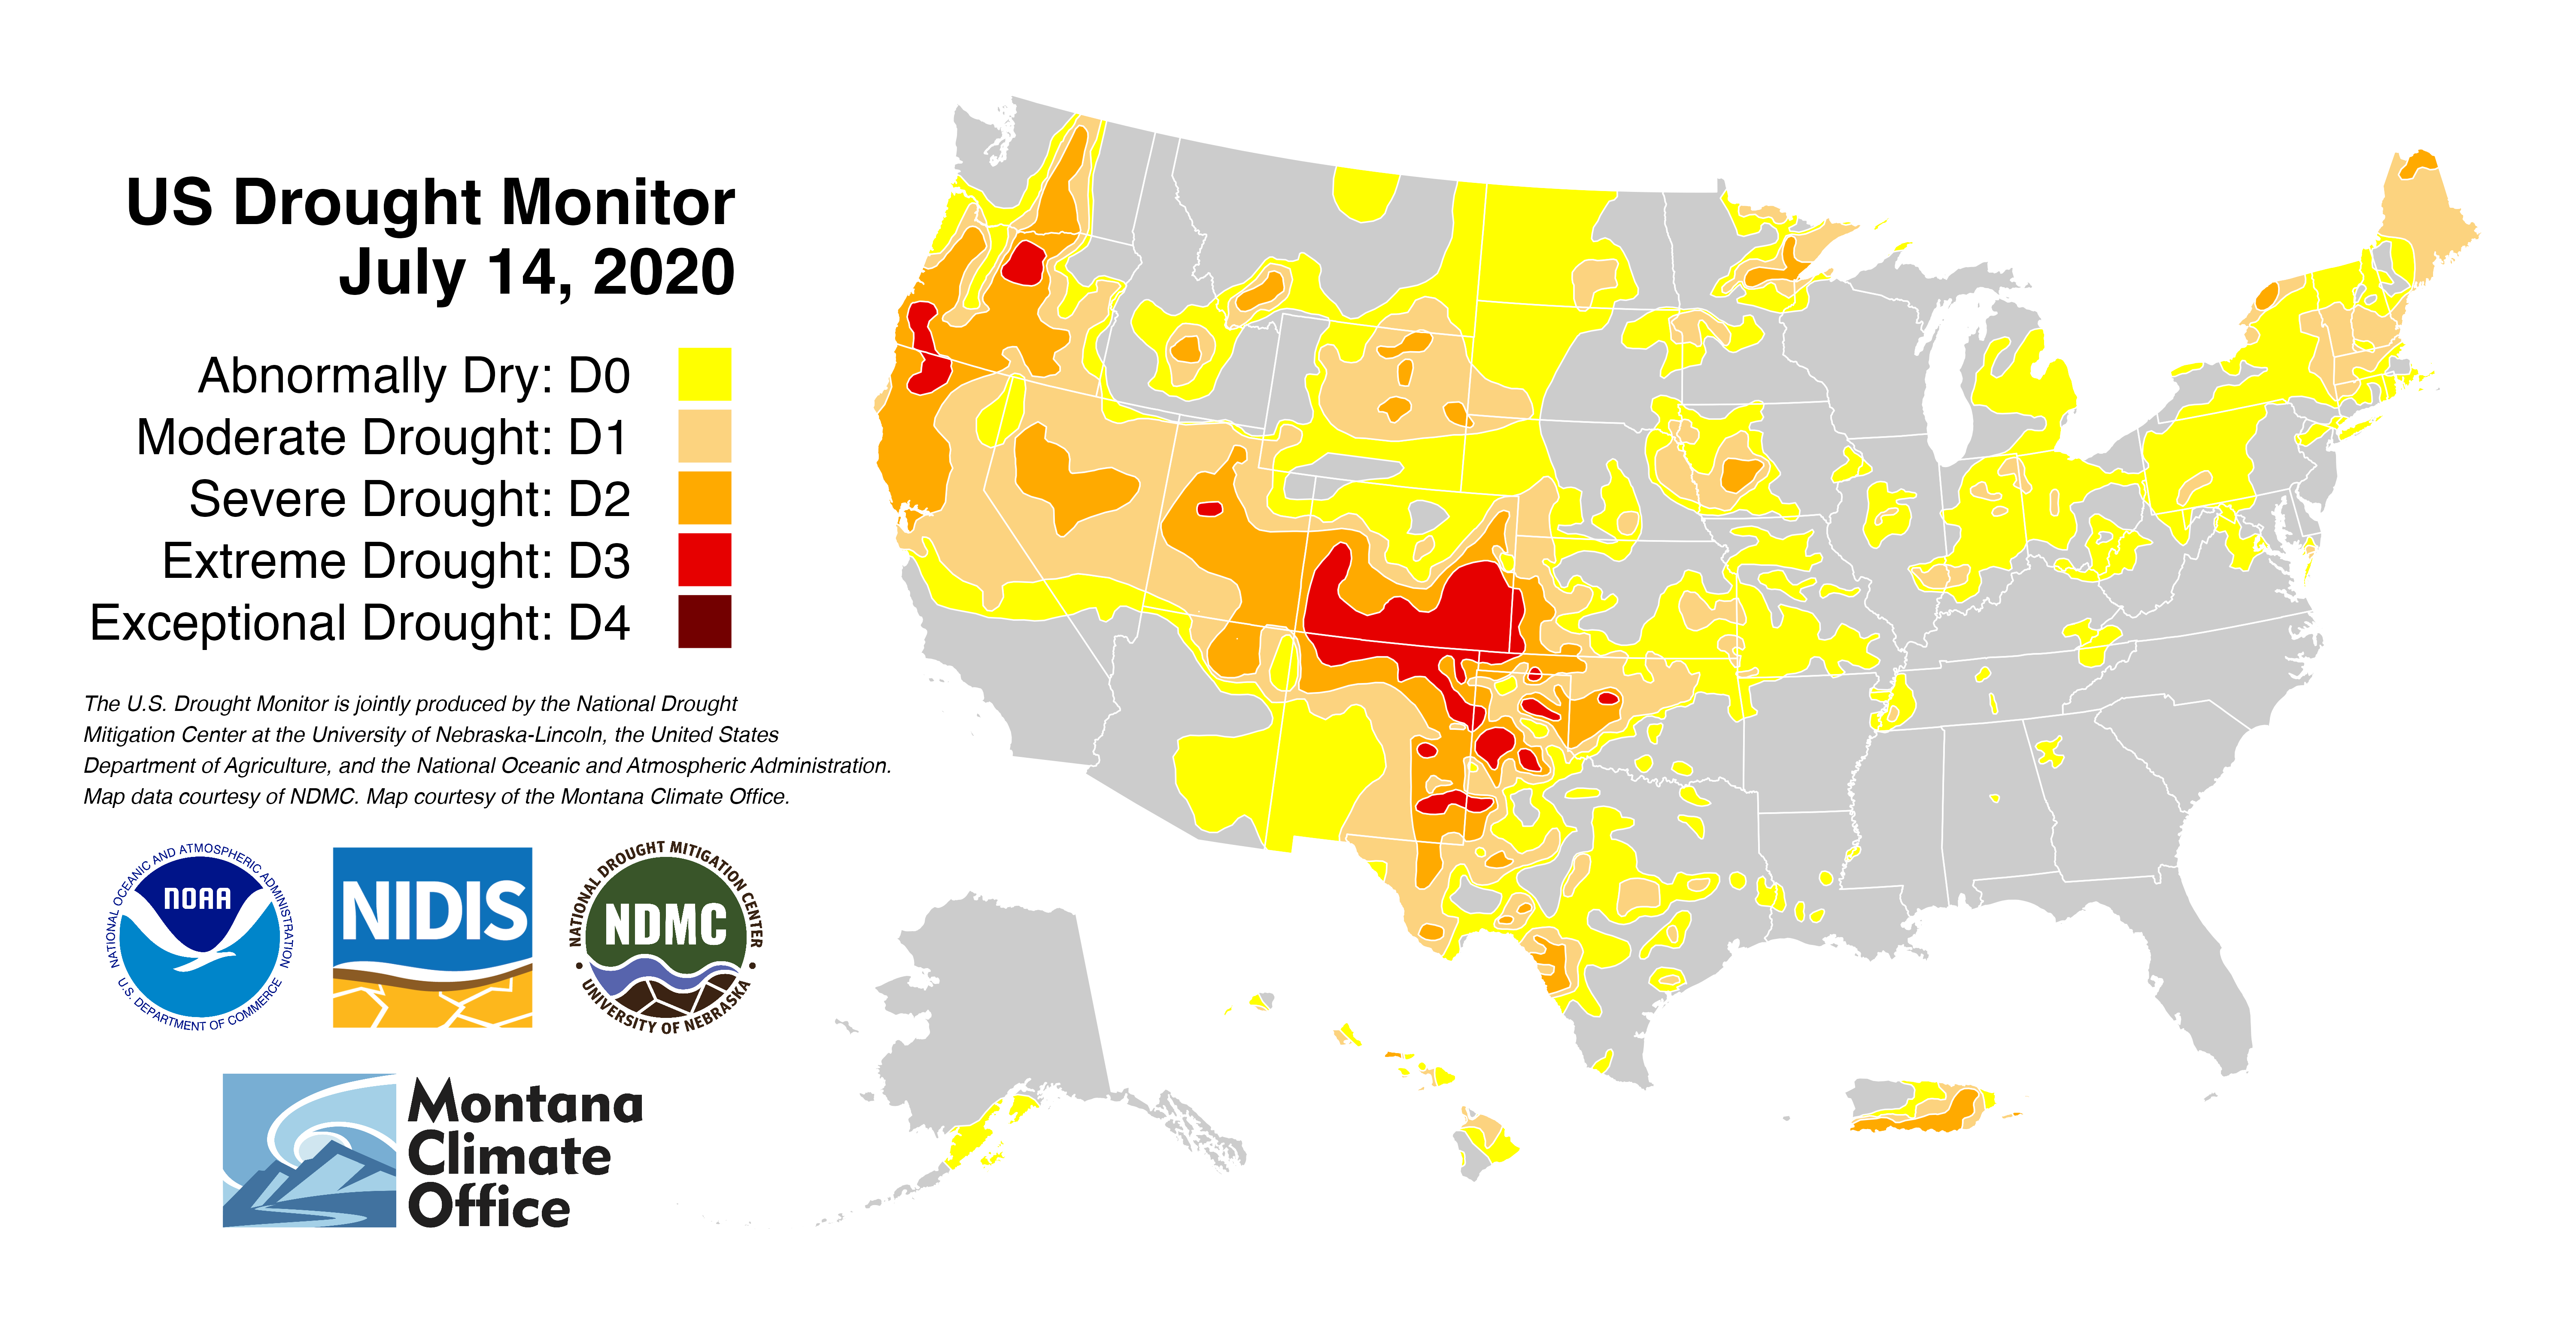 US Drought Monitor
July 14, 2020
Abnormally Dry: D0
Moderate Drought: D1
Severe Drought: D2
Extreme Drought: D3
Exceptional Drought: D4
The U.S. Drought Monitor is jointly produced by the National Drought
Mitigation Center at the University of Nebraska-Lincoln, the United States
Department of Agriculture, and the National Oceanic and Atmospheric Administration.
Map data courtesy of NDMC. Map courtesy of the Montana Climate Office.
NATIONAL OCEANIC AND ATMOSPHERIC ADMINISTRATION
NOAA
U.S. DEPARTMENT OF COMMERCE
NIDIS
NATIONAL DROUGHT MITIGATION CENTER
NDMC
UNIVERSITY OF NEBRASKA
Montana
Climate
Office